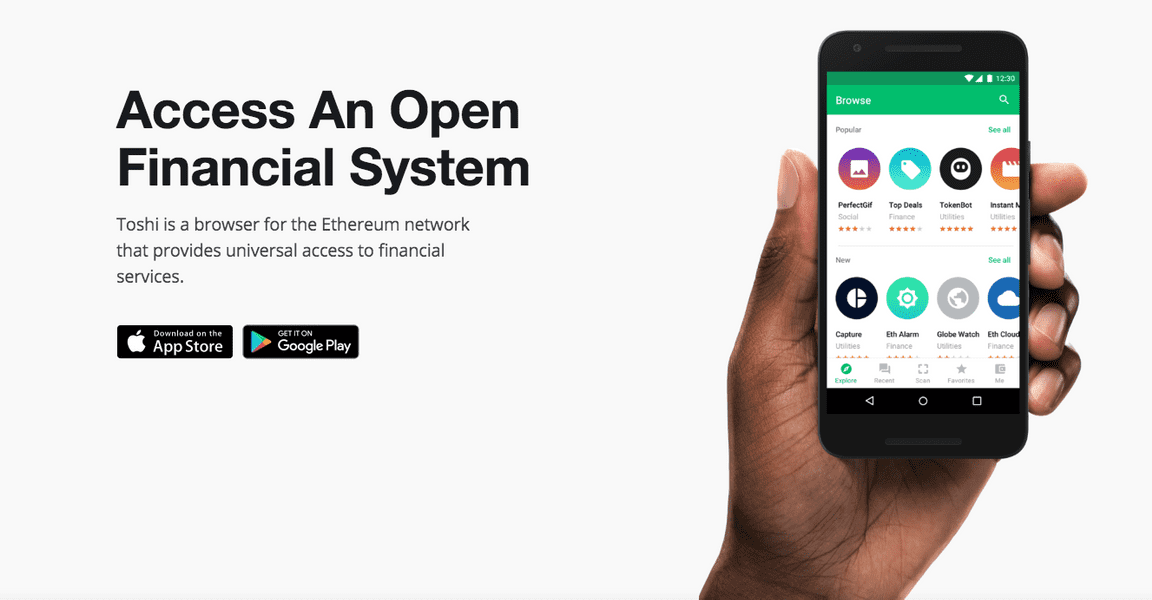 Access An Open
Financial System
Toshi is a browser for the Ethereum network
that provides universal access to financial
services.
Download on the
App Store
GET IT ON
Google Play
12:30
Browse
Popular
See all
PerfectGif
Top Deals
TokenBot
Instant M
Social
Finance
Utilities
Utilities
New
See all
Capture
Eth Alarm
Globe Watch
Eth Cloud
Utilities
Finance
Utilities
Finance
Explore
Recent
Scan
Favorites
Me